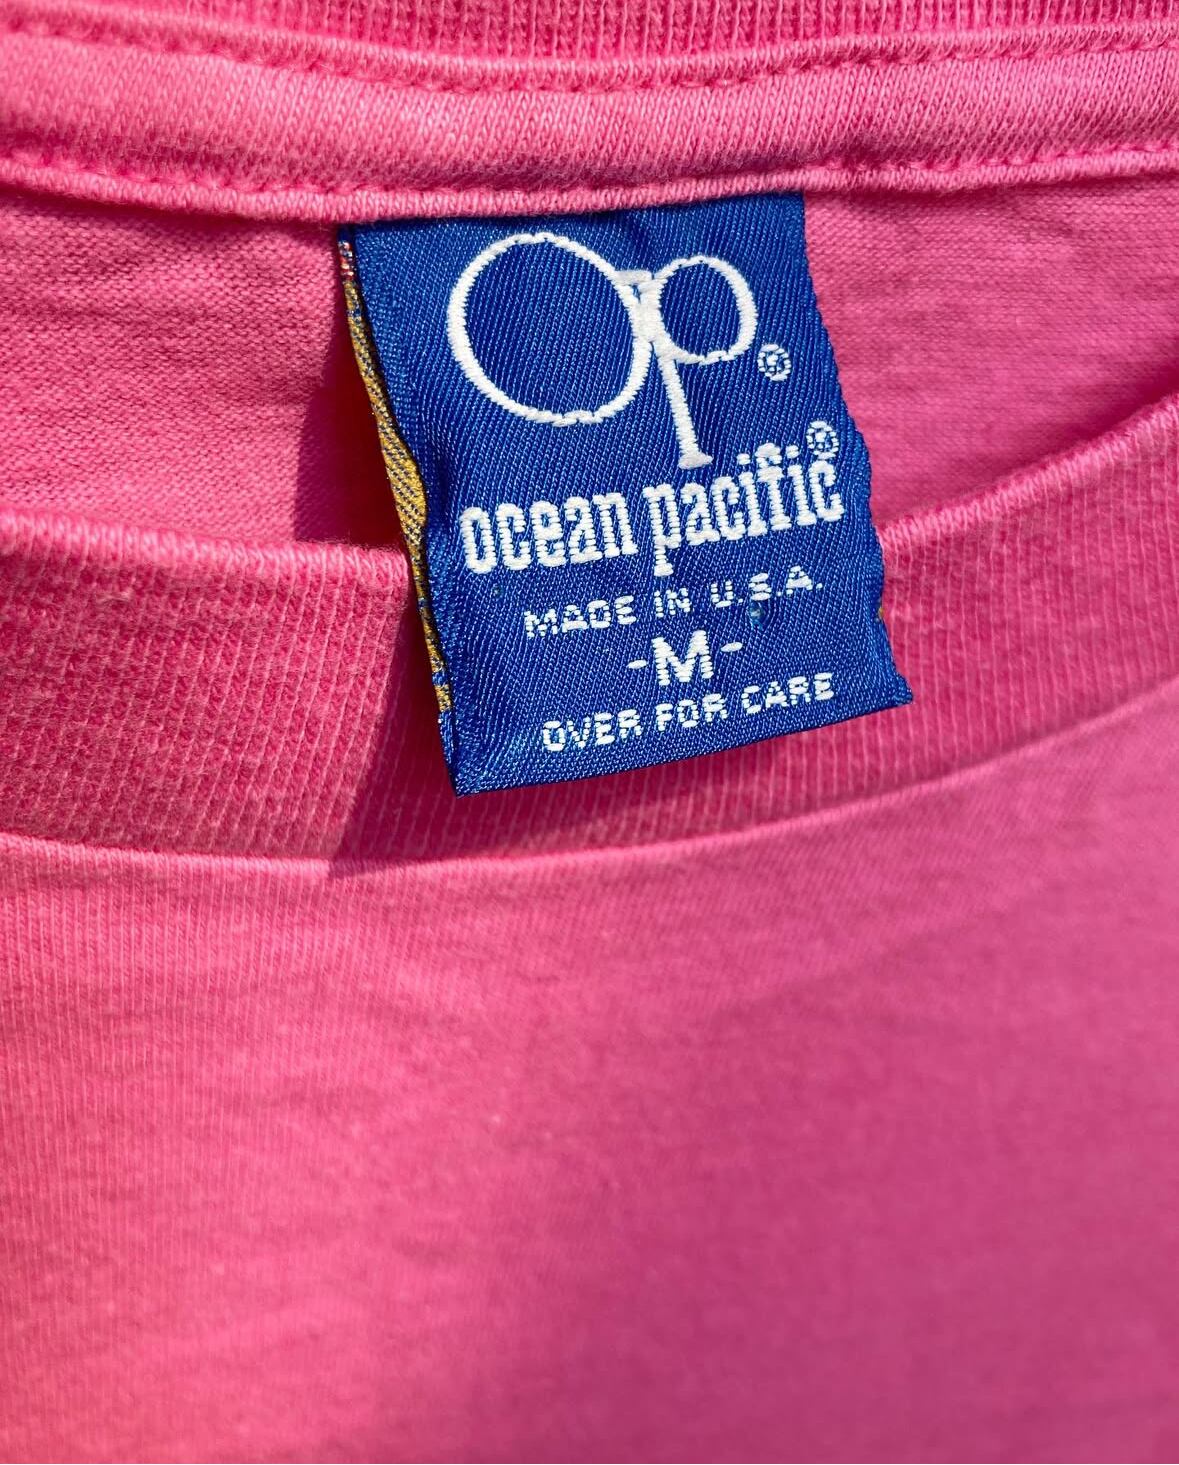 op®
ocean pacific®
MADE IN U.S.A.
-M-
OVER FOR CARE